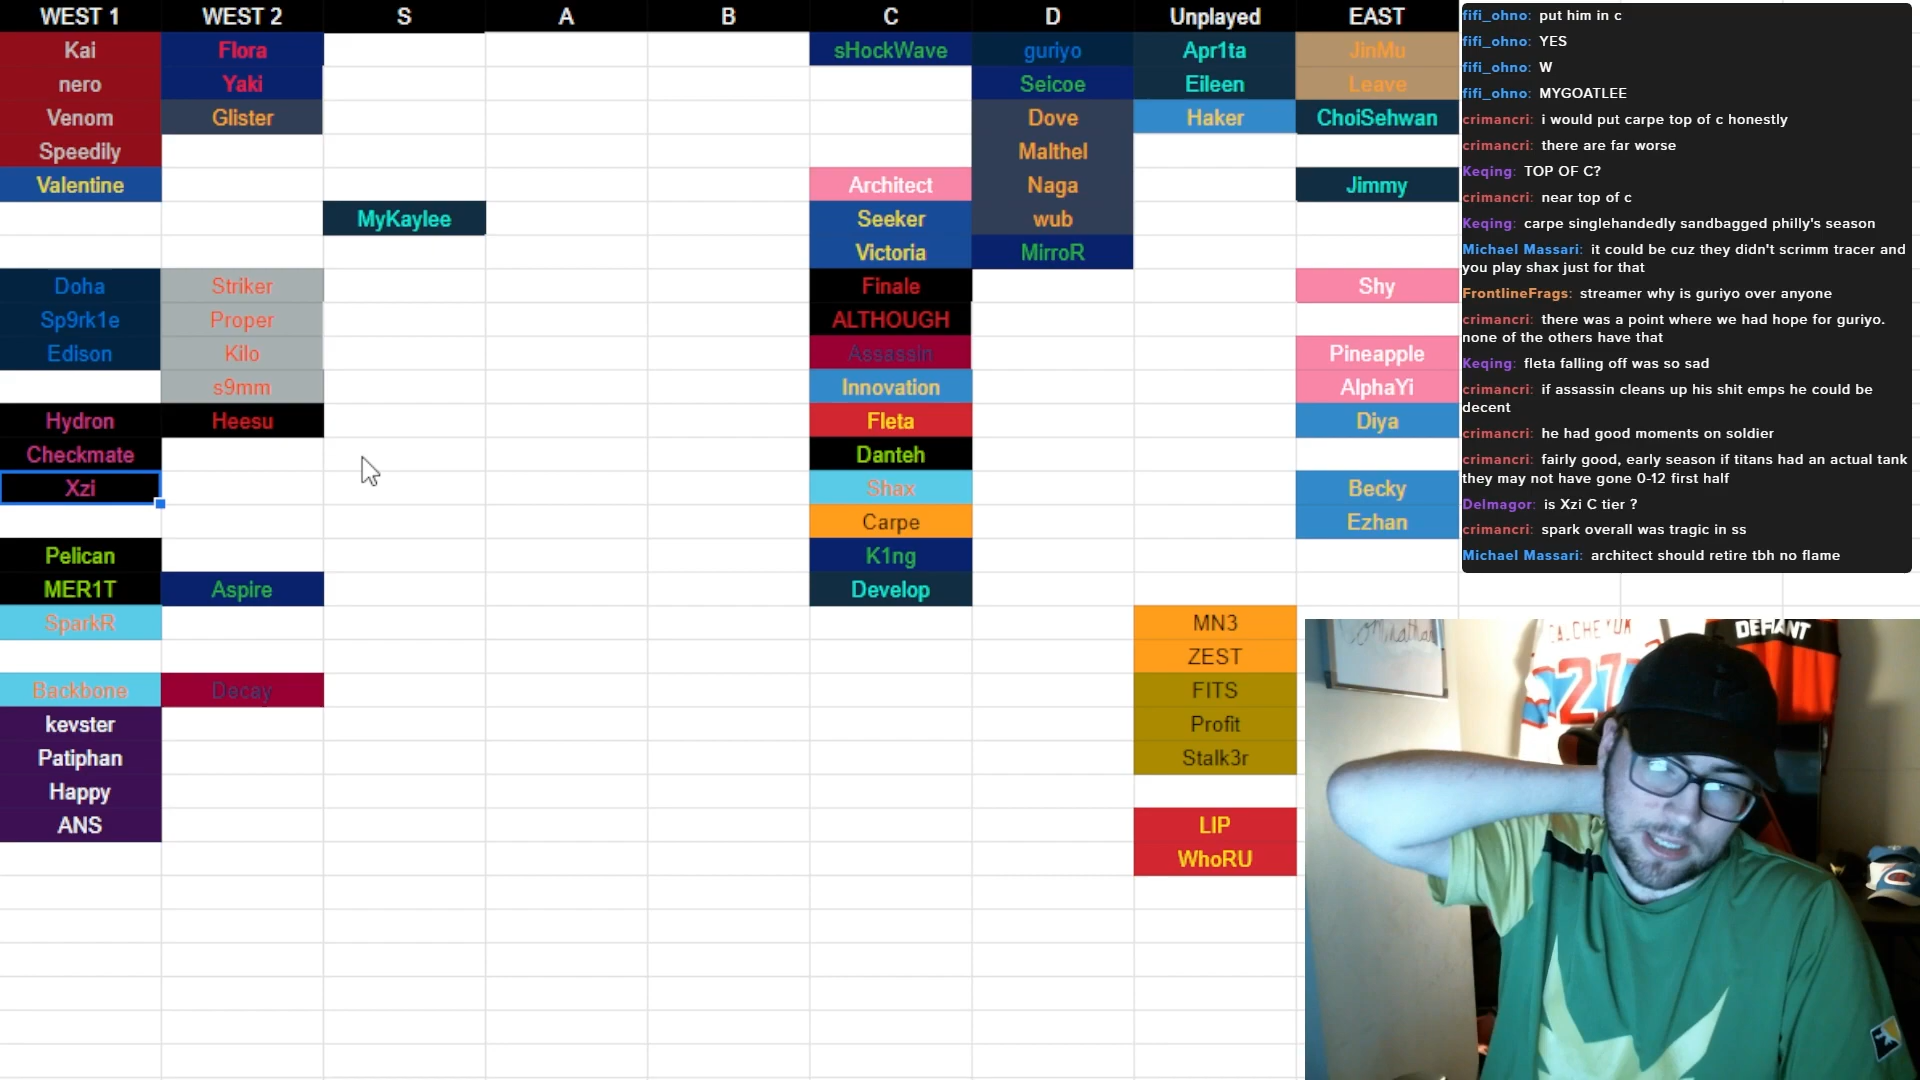 WEST 1 WEST 2 S A B C D Unplayed EAST
Kai Flora sHockWave guriyo Apr1ta JinMu
nero Yaki Seicoe Eileen Leave
Venom Glister Dove Haker ChoiSehwan
Speedily Malthel
Valentine Architect Naga Jimmy
MyKaylee Seeker wub
Victoria MirroR
Doha Striker Finale Shy
Sp9rk1e Proper ALTHOUGH
Edison Kilo Assassin Pineapple
s9mm Innovation AlphaYi
Hydron Heesu Fleta Diya
Checkmate Danteh
Xzi Shax Becky
Carpe Ezhan
Pelican K1ng
MER1T Aspire Develop
SparkR MN3
ZEST
Backbone Decay FITS
kevster Profit
Patiphan Stalk3r
Happy
ANS LIP
WhoRU
fifi_ohno: put him in c
fifi_ohno: YES
fifi_ohno: W
fifi_ohno: MYGOATLEE
crimancri: i would put carpe top of c honestly
crimancri: there are far worse
Keqing: TOP OF C?
crimancri: near top of c
Keqing: carpe singlehandedly sandbagged philly's season
Michael Massari: it could be cuz they didn't scrimm tracer and
you play shax just for that
FrontlineFrags: streamer why is guriyo over anyone
crimancri: there was a point where we had hope for guriyo.
none of the others have that
Keqing: fleta falling off was so sad
crimancri: if assassin cleans up his shit emps he could be
decent
crimancri: he had good moments on soldier
crimancri: fairly good, early season if titans had an actual tank
they may not have gone 0-12 first half
Delmagor: is Xzi C tier ?
crimancri: spark overall was tragic in ss
Michael Massari: architect should retire tbh no flame
DEFIANT
27